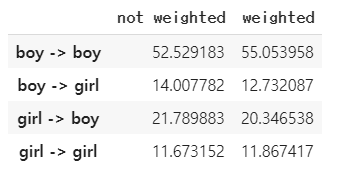 not weighted weighted
boy -> boy 52.529183 55.053958
boy -> girl 14.007782 12.732087
girl -> boy 21.789883 20.346538
girl -> girl 11.673152 11.867417